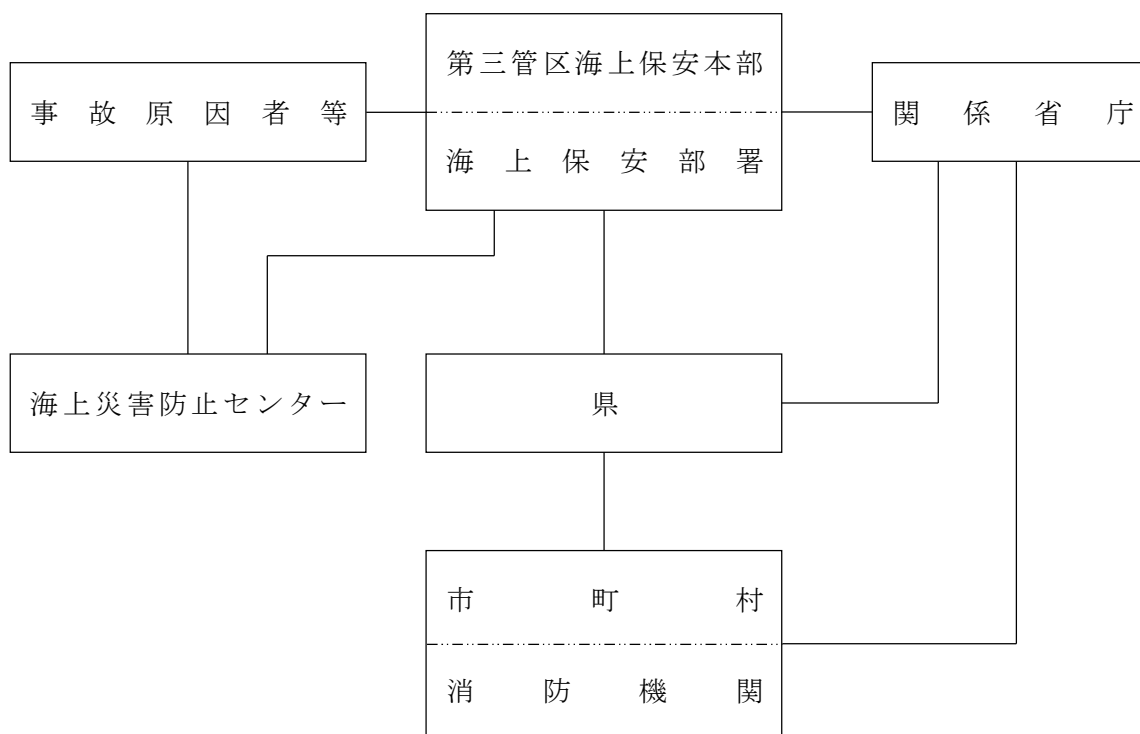 第三管区海上保安本部
事故原因者等
関係省庁
海上保安部署
海上災害防止センター
県
市町村
消防機関